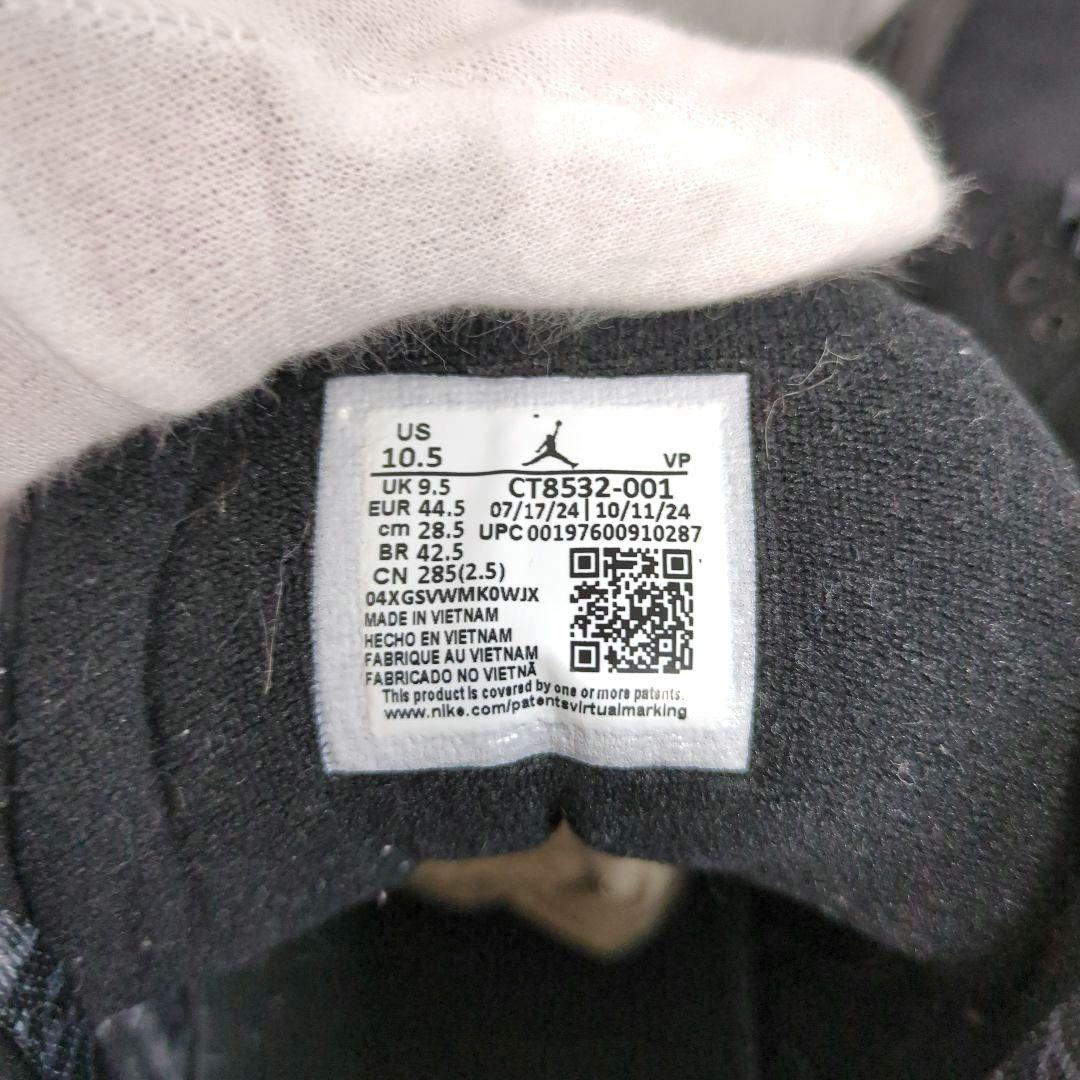 US
10.5
VP
UK 9.5 CT8532-001
EUR 44.5 07/17/24 | 10/11/24
cm 28.5 UPC 00197600910287
BR 42.5
CN 285(2.5)
04XGSVWMK0WJX
MADE IN VIETNAM
HECHO EN VIETNAM
FABRIQUE AU VIETNAM
FABRICADO NO VIETNÃ
This product is covered by one or more patents.
www.nike.com/patentsvirtualmarking